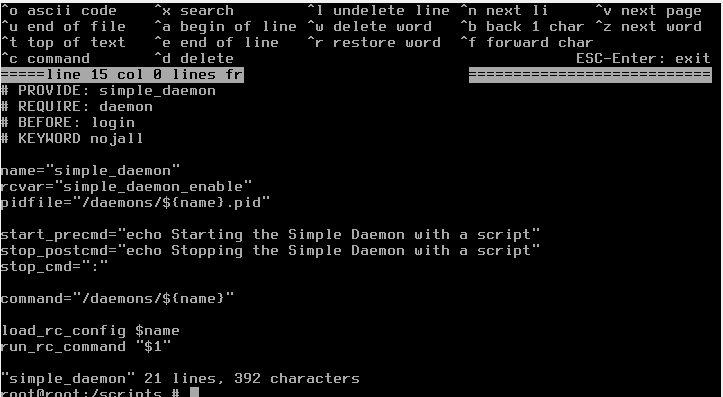 ^o ascii code ^x search ^l undelete line ^n next li ^v next page
^u end of file ^a begin of line ^w delete word ^b back 1 char ^z next word
^t top of text ^e end of line ^r restore word ^f forward char
^c command ^d delete ESC-Enter: exit
=====line 15 col 0 lines fr ===========================
# PROVIDE: simple_daemon
# REQUIRE: daemon
# BEFORE: login
# KEYWORD nojall
name="simple_daemon"
rcvar="simple_daemon_enable"
pidfile="/daemons/${name}.pid"
start_precmd="echo Starting the Simple Daemon with a script"
stop_postcmd="echo Stopping the Simple Daemon with a script"
stop_cmd=":"
command="/daemons/${name}"
load_rc_config $name
run_rc_command "$1"
"simple_daemon" 21 lines, 392 characters
root@root:/scripts #